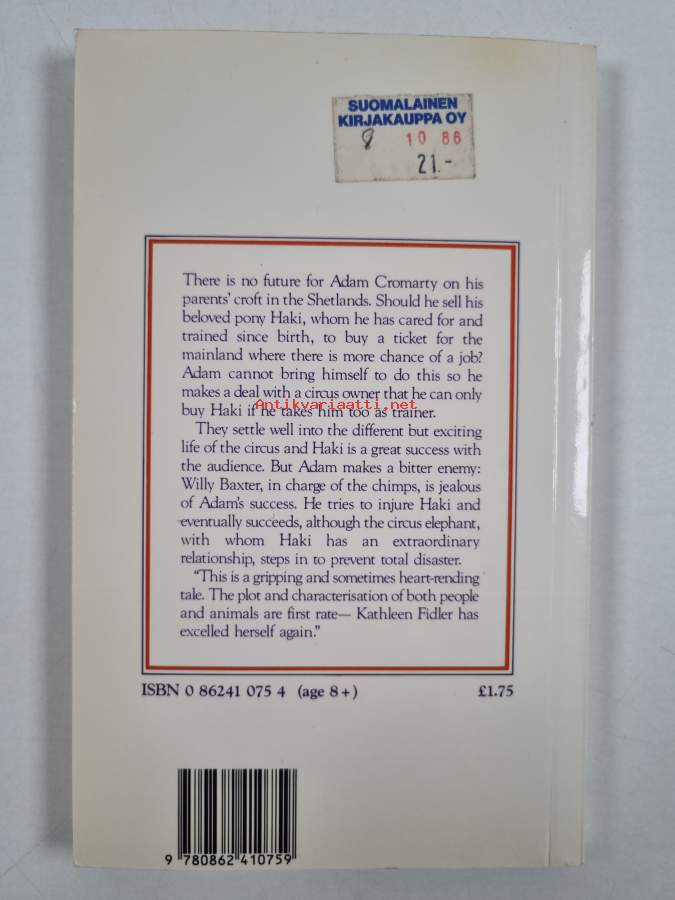 SUOMALAINEN
KIRJAKAUPPA OY
8 10 86
21.-
There is no future for Adam Cromarty on his
parents' croft in the Shetlands. Should he sell his
beloved pony Haki, whom he has cared for and
trained since birth, to buy a ticket for the
mainland where there is more chance of a job?
Adam cannot bring himself to do this so he
makes a deal with a circus owner that he can only
buy Haki if he takes him too as trainer.
Antikvariaatti.net
They settle well into the different but exciting
life of the circus and Haki is a great success with
the audience. But Adam makes a bitter enemy:
Willy Baxter, in charge of the chimps, is jealous
of Adam's success. He tries to injure Haki and
eventually succeeds, although the circus elephant,
with whom Haki has an extraordinary
relationship, steps in to prevent total disaster.
"This is a gripping and sometimes heart-rending
tale. The plot and characterisation of both people
and animals are first rate— Kathleen Fidler has
excelled herself again."
ISBN 0 86241 075 4 (age 8+) £1.75
9 780862 410759